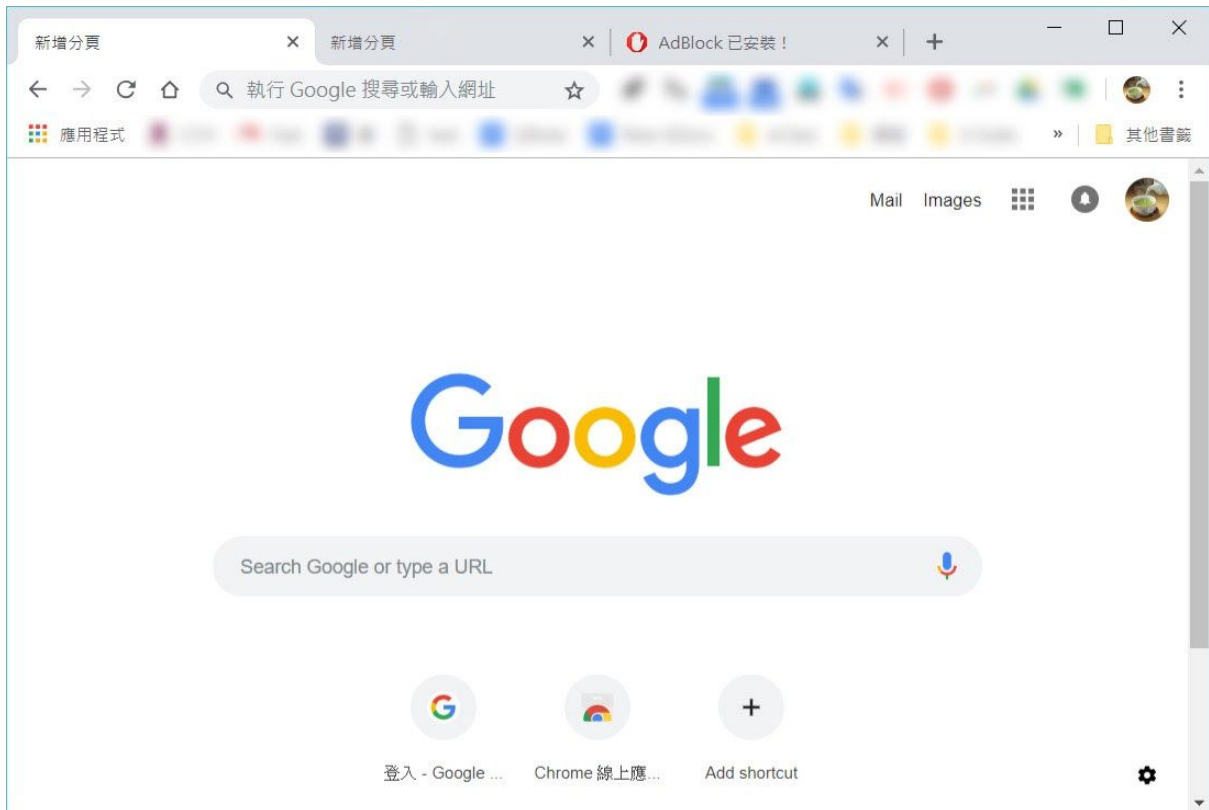 新增分頁
新增分頁
AdBlock 已安裝！
執行 Google 搜尋或輸入網址
應用程式
其他書籤
Mail Images
Google
Search Google or type a URL
登入 - Google ...
Chrome 線上應...
Add shortcut